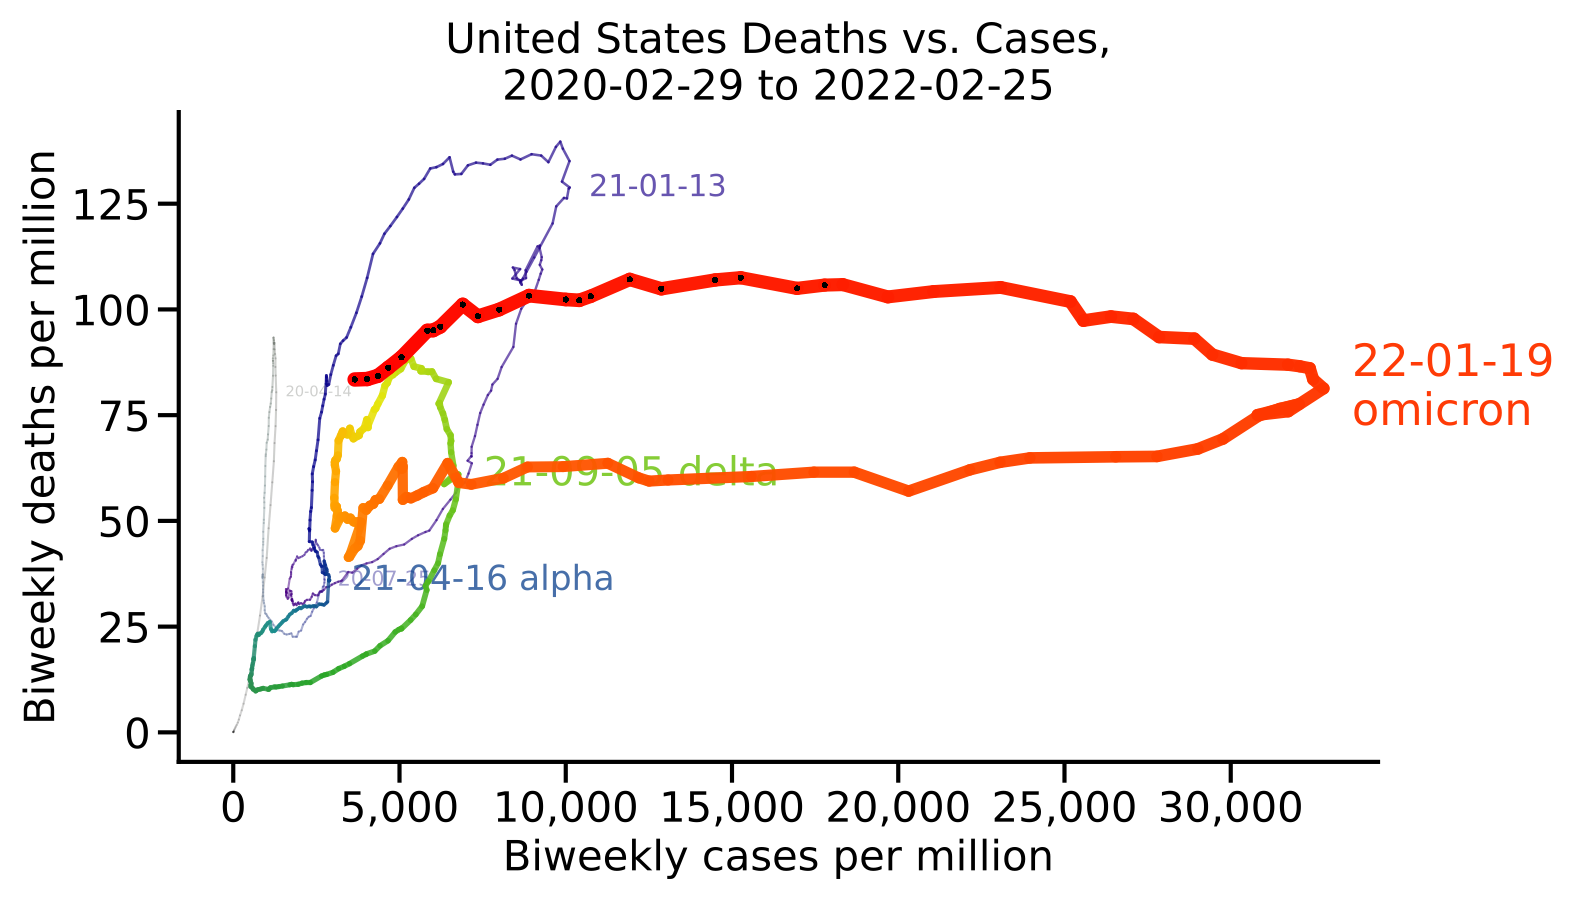 United States Deaths vs. Cases,
2020-02-29 to 2022-02-25
Biweekly deaths per million
125
100
75
50
25
0
21-01-13
20-04-14
22-01-19
omicron
21-09-05 delta
20-07-25
21-04-16 alpha
0 5,000 10,000 15,000 20,000 25,000 30,000
Biweekly cases per million